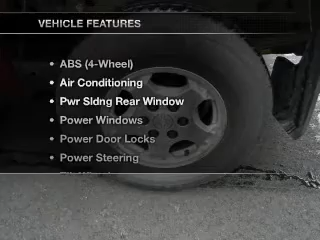 VEHICLE FEATURES
• ABS (4-Wheel)
• Air Conditioning
• Pwr Sldng Rear Window
• Power Windows
• Power Door Locks
• Power Steering